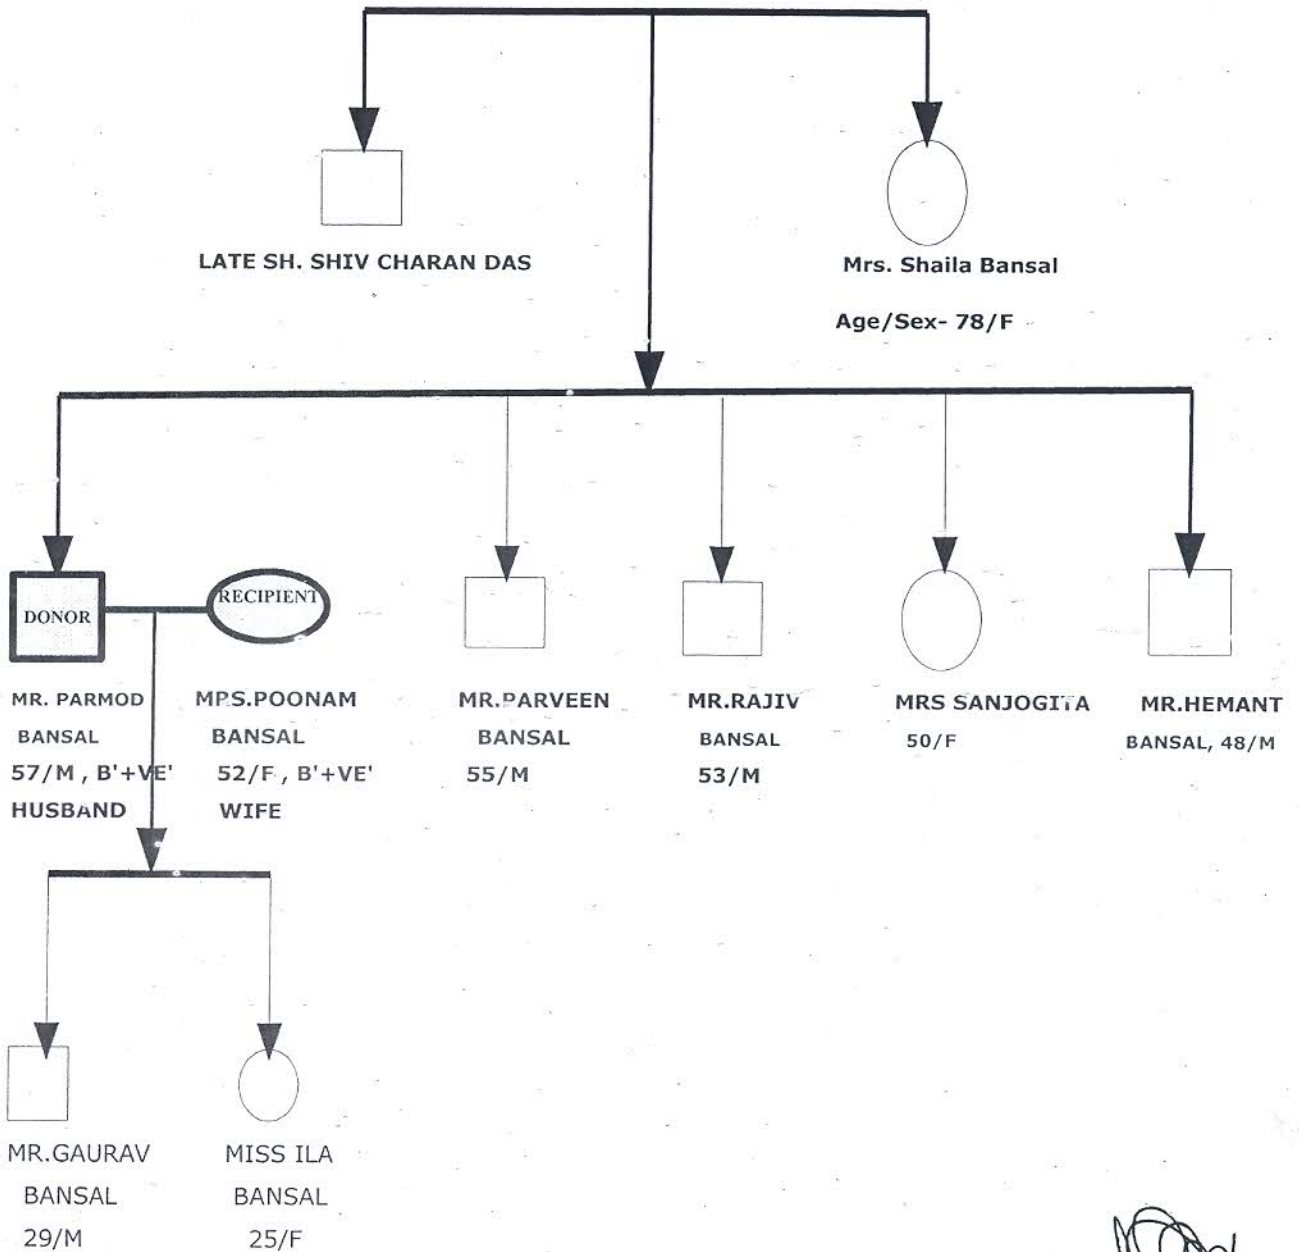 LATE SH. SHIV CHARAN DAS
Mrs. Shaila Bansal
Age/Sex- 78/F
DONOR
RECIPIENT
MR. PARMOD
BANSAL
57/M , B'+VE'
HUSBAND
MRS.POONAM
BANSAL
52/F , B'+VE'
WIFE
MR.PARVEEN
BANSAL
55/M
MR.RAJIV
BANSAL
53/M
MRS SANJOGITA
50/F
MR.HEMANT
BANSAL, 48/M
MR.GAURAV
BANSAL
29/M
MISS ILA
BANSAL
25/F